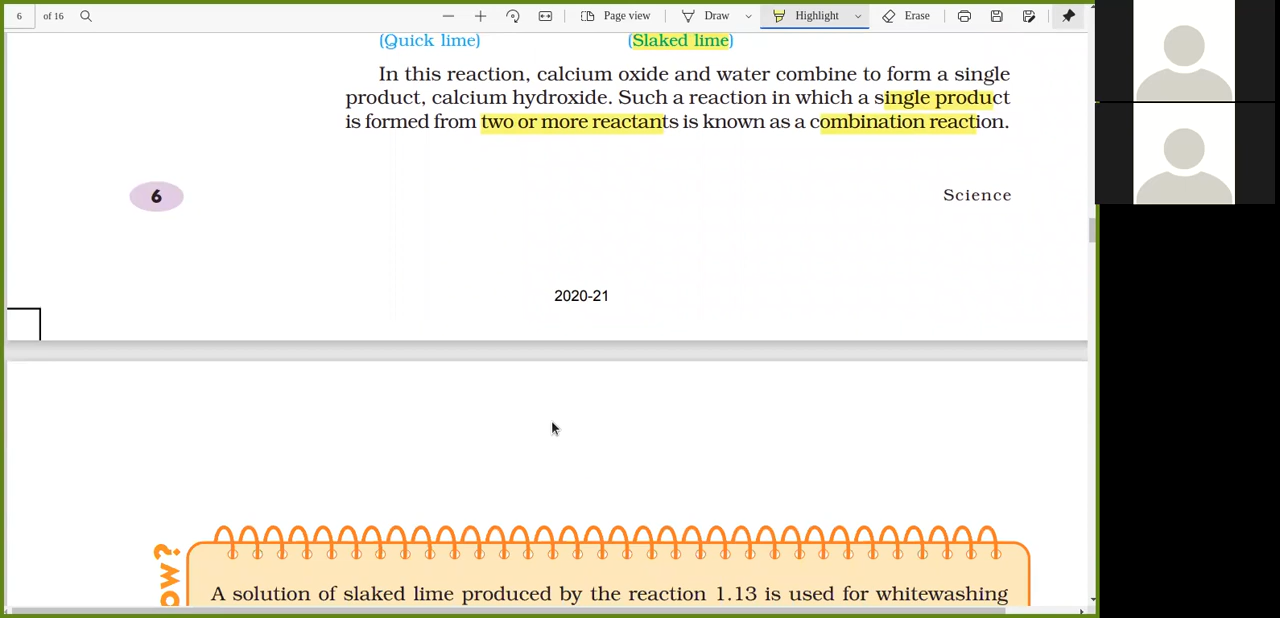 6 of 16 Page view Draw Highlight Erase
(Quick lime) (Slaked lime)
In this reaction, calcium oxide and water combine to form a single
product, calcium hydroxide. Such a reaction in which a single product
is formed from two or more reactants is known as a combination reaction.
6 Science
2020-21
OW?
A solution of slaked lime produced by the reaction 1.13 is used for whitewashing